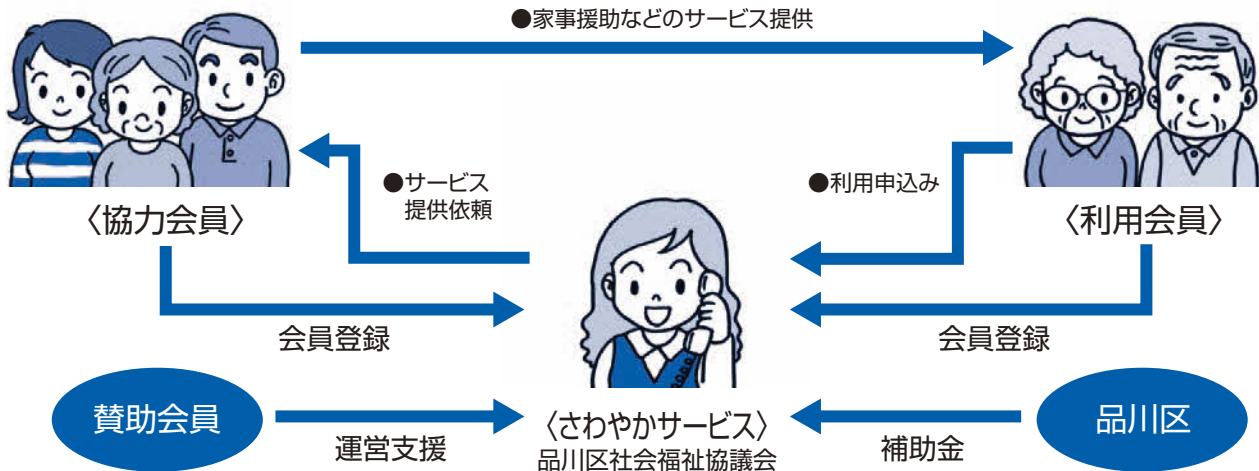 ●家事援助などのサービス提供
●サービス
提供依頼
●利用申込み
〈協力会員〉
〈利用会員〉
会員登録
会員登録
賛助会員
運営支援
〈さわやかサービス〉
品川区社会福祉協議会
補助金
品川区